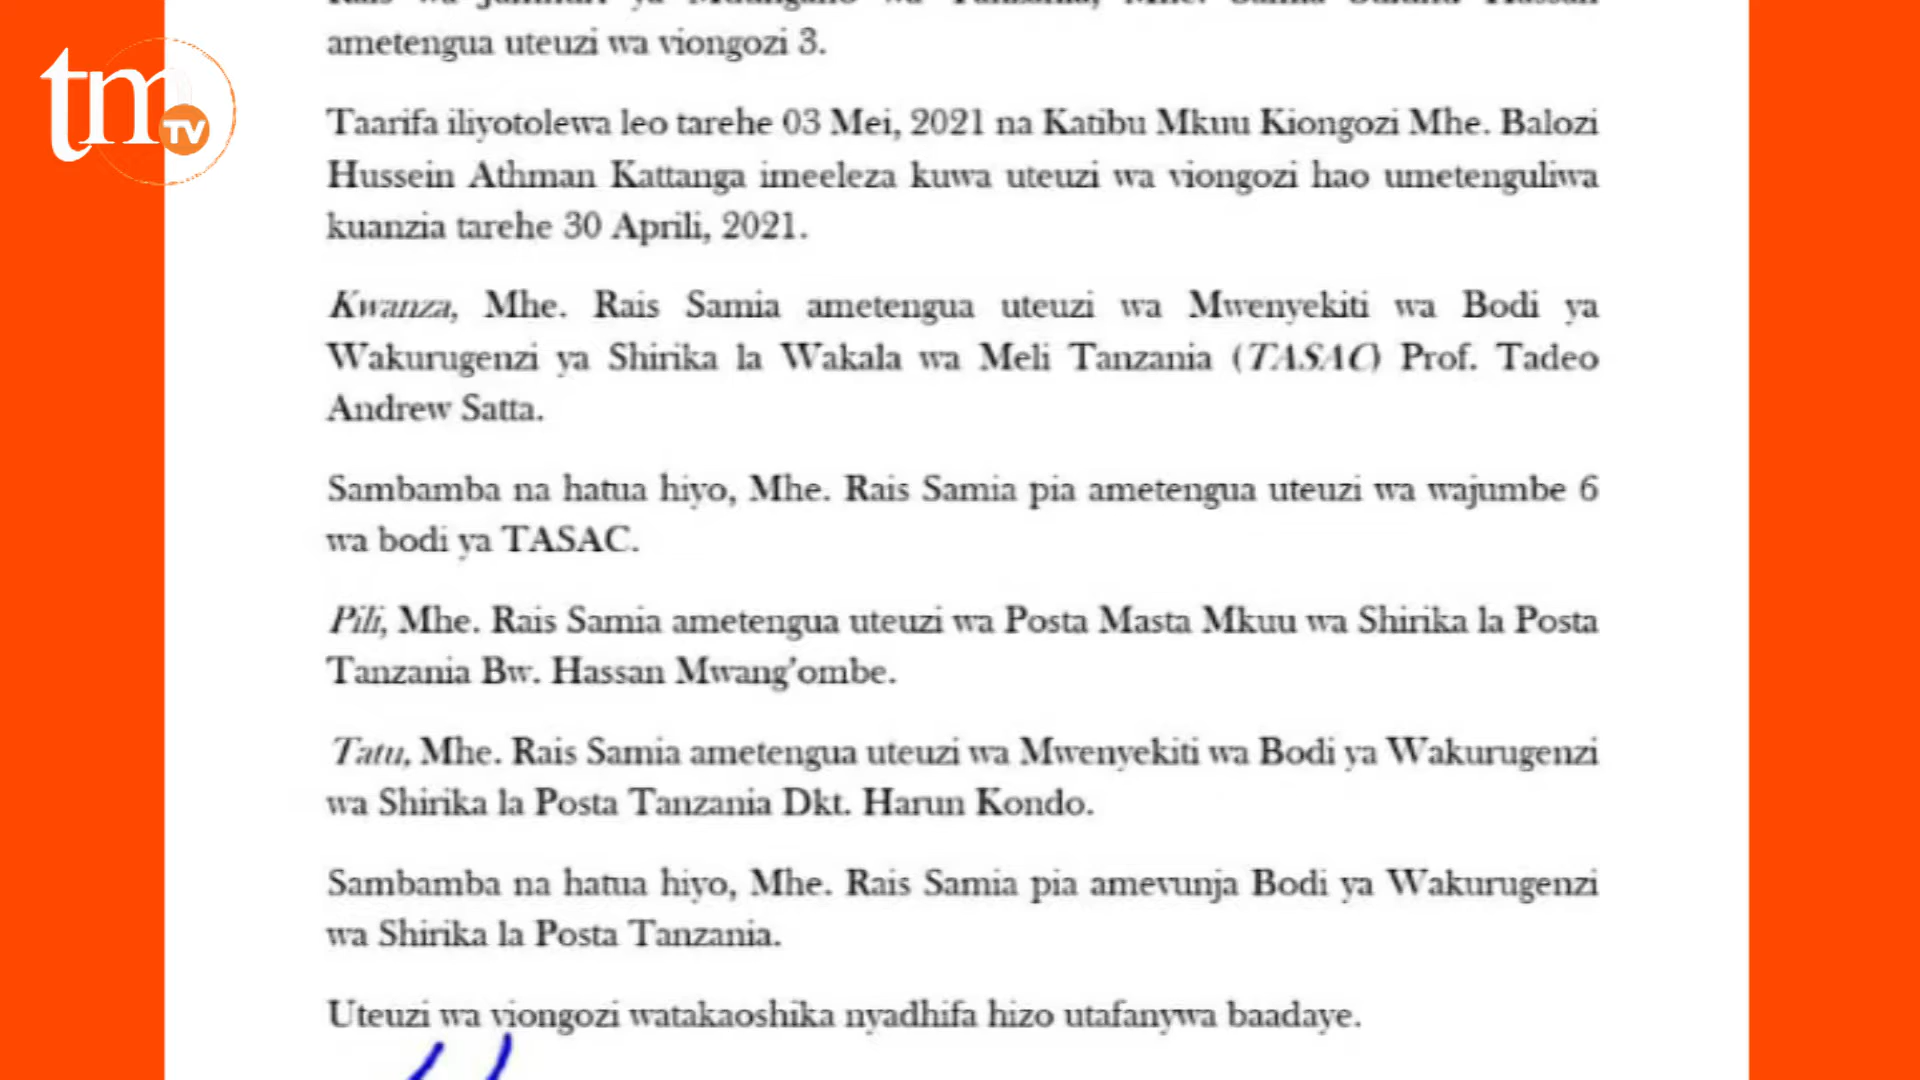 tm
TV
ametengua uteuzi wa viongozi 3.
Taarifa iliyotolewa leo tarehe 03 Mei, 2021 na Katibu Mkuu Kiongozi Mhe. Balozi
Hussein Athman Kattanga imeeleza kuwa uteuzi wa viongozi hao umetenguliwa
kuanzia tarehe 30 Aprili, 2021.
Kwanza, Mhe. Rais Samia ametengua uteuzi wa Mwenyekiti wa Bodi ya
Wakurugenzi ya Shirika la Wakala wa Meli Tanzania (TASAC) Prof. Tadeo
Andrew Satta.
Sambamba na hatua hiyo, Mhe. Rais Samia pia ametengua uteuzi wa wajumbe 6
wa bodi ya TASAC.
Pili, Mhe. Rais Samia ametengua uteuzi wa Posta Masta Mkuu wa Shirika la Posta
Tanzania Bw. Hassan Mwang'ombe.
Tatu, Mhe. Rais Samia ametengua uteuzi wa Mwenyekiti wa Bodi ya Wakurugenzi
wa Shirika la Posta Tanzania Dkt. Harun Kondo.
Sambamba na hatua hiyo, Mhe. Rais Samia pia amevunja Bodi ya Wakurugenzi
wa Shirika la Posta Tanzania.
Uteuzi wa viongozi watakaoshika nyadhifa hizo utafanywa baadaye.